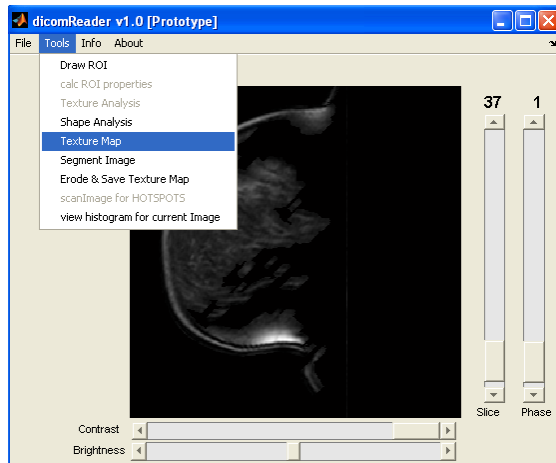 dicomReader v1.0 [Prototype]
File Tools Info About
Draw ROI
calc ROI properties
Texture Analysis
Shape Analysis
Texture Map
Segment Image
Erode & Save Texture Map
scanImage for HOTSPOTS
view histogram for current Image
37 1
Slice Phase
Contrast
Brightness